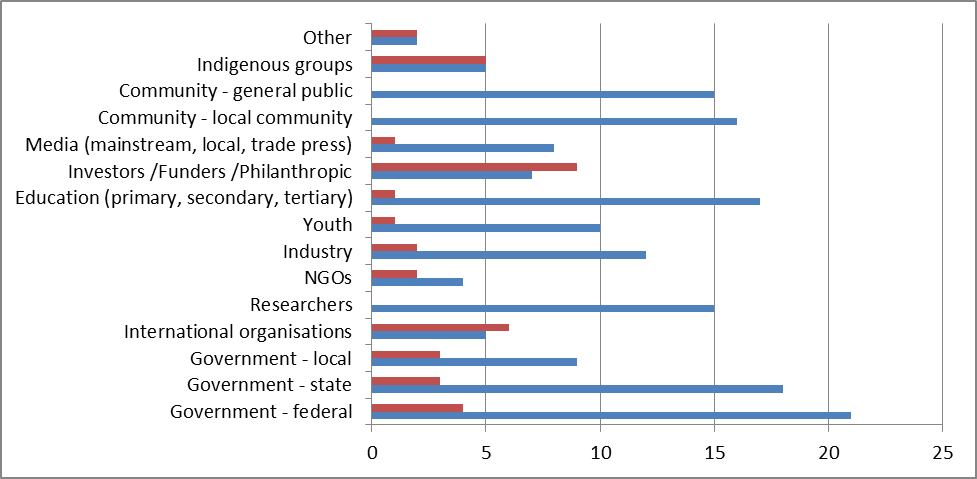 Other
Indigenous groups
Community - general public
Community - local community
Media (mainstream, local, trade press)
Investors /Funders /Philanthropic
Education (primary, secondary, tertiary)
Youth
Industry
NGOs
Researchers
International organisations
Government - local
Government - state
Government - federal
0 5 10 15 20 25